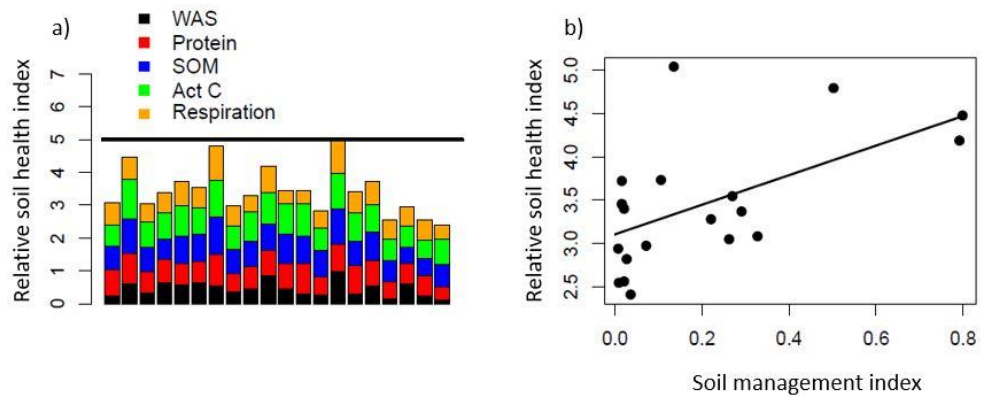 a)
WAS
Protein
SOM
Act C
Respiration
Relative soil health index
7
6
5
4
3
2
1
0
b)
Relative soil health index
5.0
4.5
4.0
3.5
3.0
2.5
0.0 0.2 0.4 0.6 0.8
Soil management index